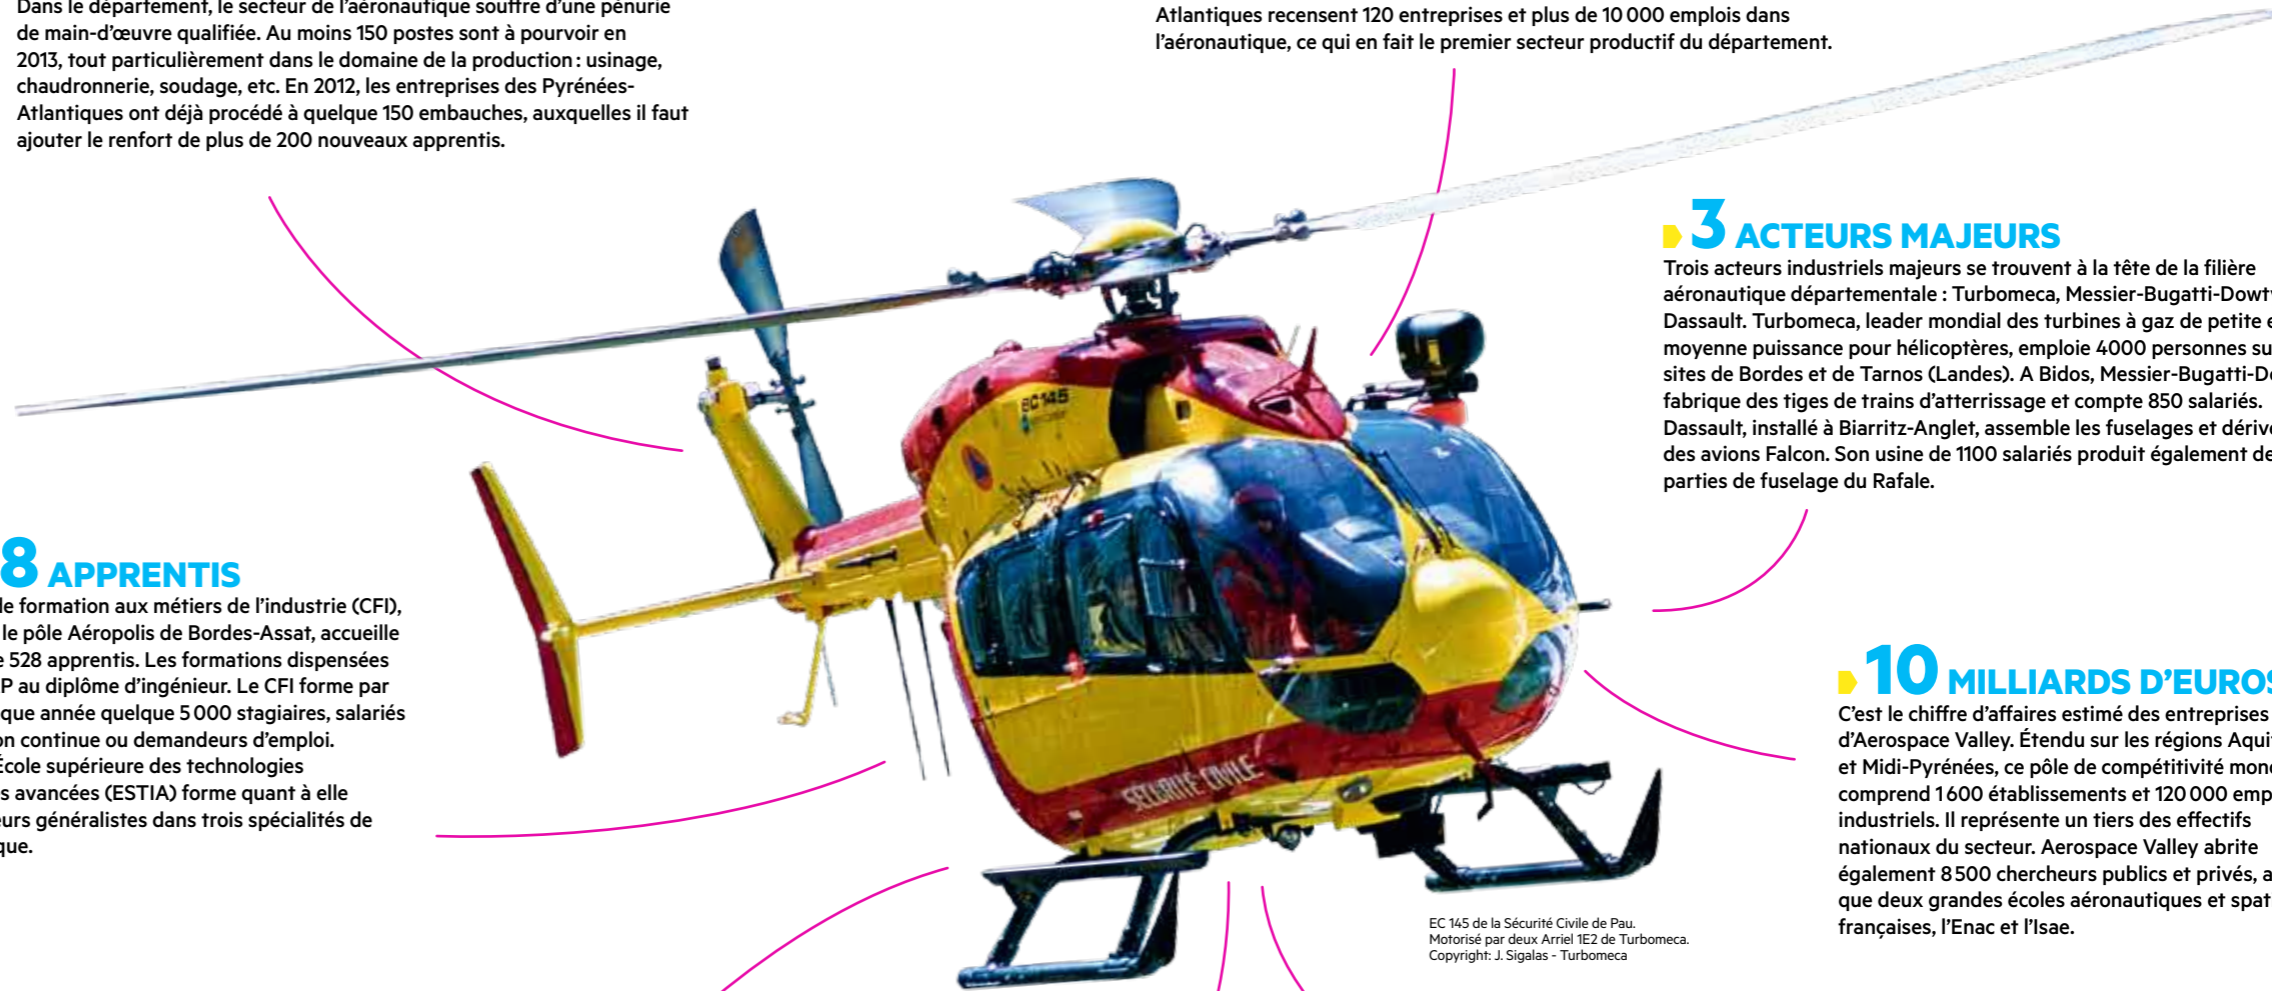 Dans le département, le secteur de l'aéronautique souffre d'une pénurie
de main-d'œuvre qualifiée. Au moins 150 postes sont à pourvoir en
2013, tout particulièrement dans le domaine de la production : usinage,
chaudronnerie, soudage, etc. En 2012, les entreprises des Pyrénées-
Atlantiques ont déjà procédé à quelque 150 embauches, auxquelles il faut
ajouter le renfort de plus de 200 nouveaux apprentis.
Atlantiques recensent 120 entreprises et plus de 10 000 emplois dans
l'aéronautique, ce qui en fait le premier secteur productif du département.
3 ACTEURS MAJEURS
Trois acteurs industriels majeurs se trouvent à la tête de la filière
aéronautique départementale : Turbomeca, Messier-Bugatti-Dowty
Dassault. Turbomeca, leader mondial des turbines à gaz de petite e
moyenne puissance pour hélicoptères, emploie 4000 personnes su
sites de Bordes et de Tarnos (Landes). A Bidos, Messier-Bugatti-Do
fabrique des tiges de trains d'atterrissage et compte 850 salariés.
Dassault, installé à Biarritz-Anglet, assemble les fuselages et dérive
des avions Falcon. Son usine de 1100 salariés produit également de
parties de fuselage du Rafale.
8 APPRENTIS
de formation aux métiers de l'industrie (CFI),
le pôle Aéropolis de Bordes-Assat, accueille
e 528 apprentis. Les formations dispensées
P au diplôme d'ingénieur. Le CFI forme par
que année quelque 5 000 stagiaires, salariés
on continue ou demandeurs d'emploi.
École supérieure des technologies
s avancées (ESTIA) forme quant à elle
eurs généralistes dans trois spécialités de
que.
10 MILLIARDS D'EUROS
C'est le chiffre d'affaires estimé des entreprises
d'Aerospace Valley. Étendu sur les régions Aqui
et Midi-Pyrénées, ce pôle de compétitivité mon
comprend 1 600 établissements et 120 000 emp
industriels. Il représente un tiers des effectifs
nationaux du secteur. Aerospace Valley abrite
également 8 500 chercheurs publics et privés, a
que deux grandes écoles aéronautiques et spat
françaises, l'Enac et l'Isae.
EC145
SÉCURITÉ CIVILE
EC 145 de la Sécurité Civile de Pau.
Motorisé par deux Arriel 1E2 de Turbomeca.
Copyright: J. Sigalas - Turbomeca